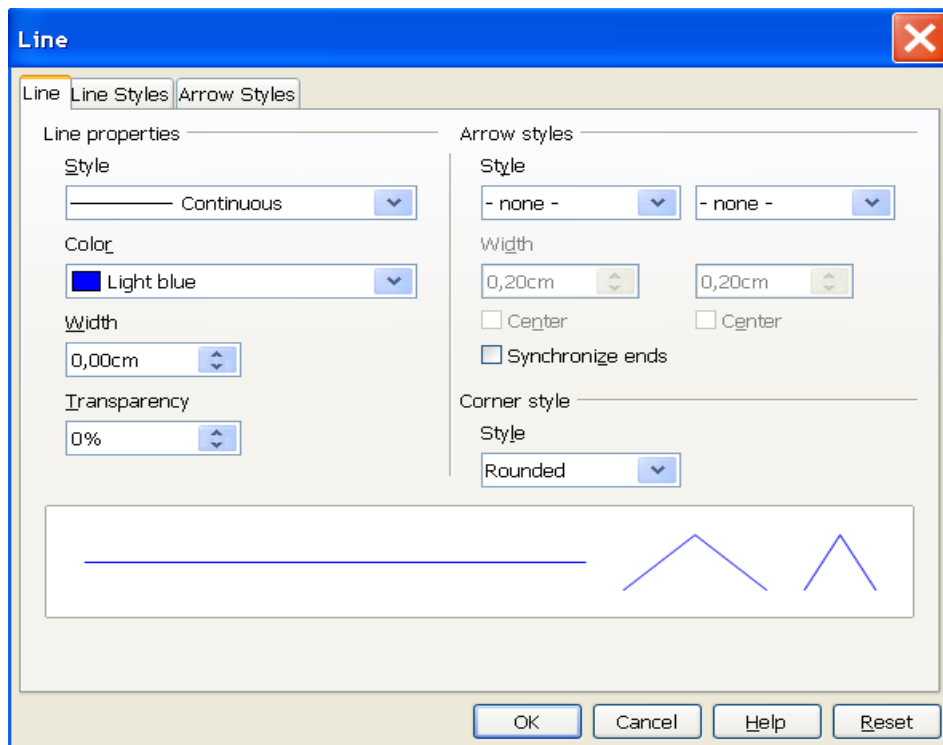 Line
Line Line Styles Arrow Styles
Line properties
Style
Continuous
Color
Light blue
Width
0,00cm
Transparency
0%
Arrow styles
Style
- none - - none -
Width
0,20cm 0,20cm
Center Center
Synchronize ends
Corner style
Style
Rounded
OK Cancel Help Reset